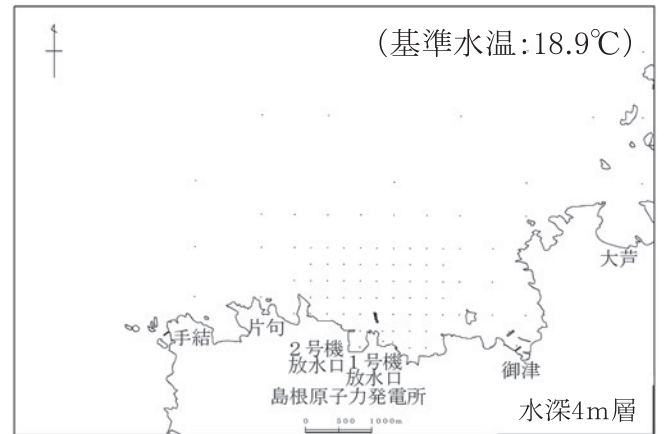 (基準水温:18.9℃)
大芦
手結
片句
2号機
放水口
1号機
放水口
御津
島根原子力発電所
水深4m層
0 500 1000m